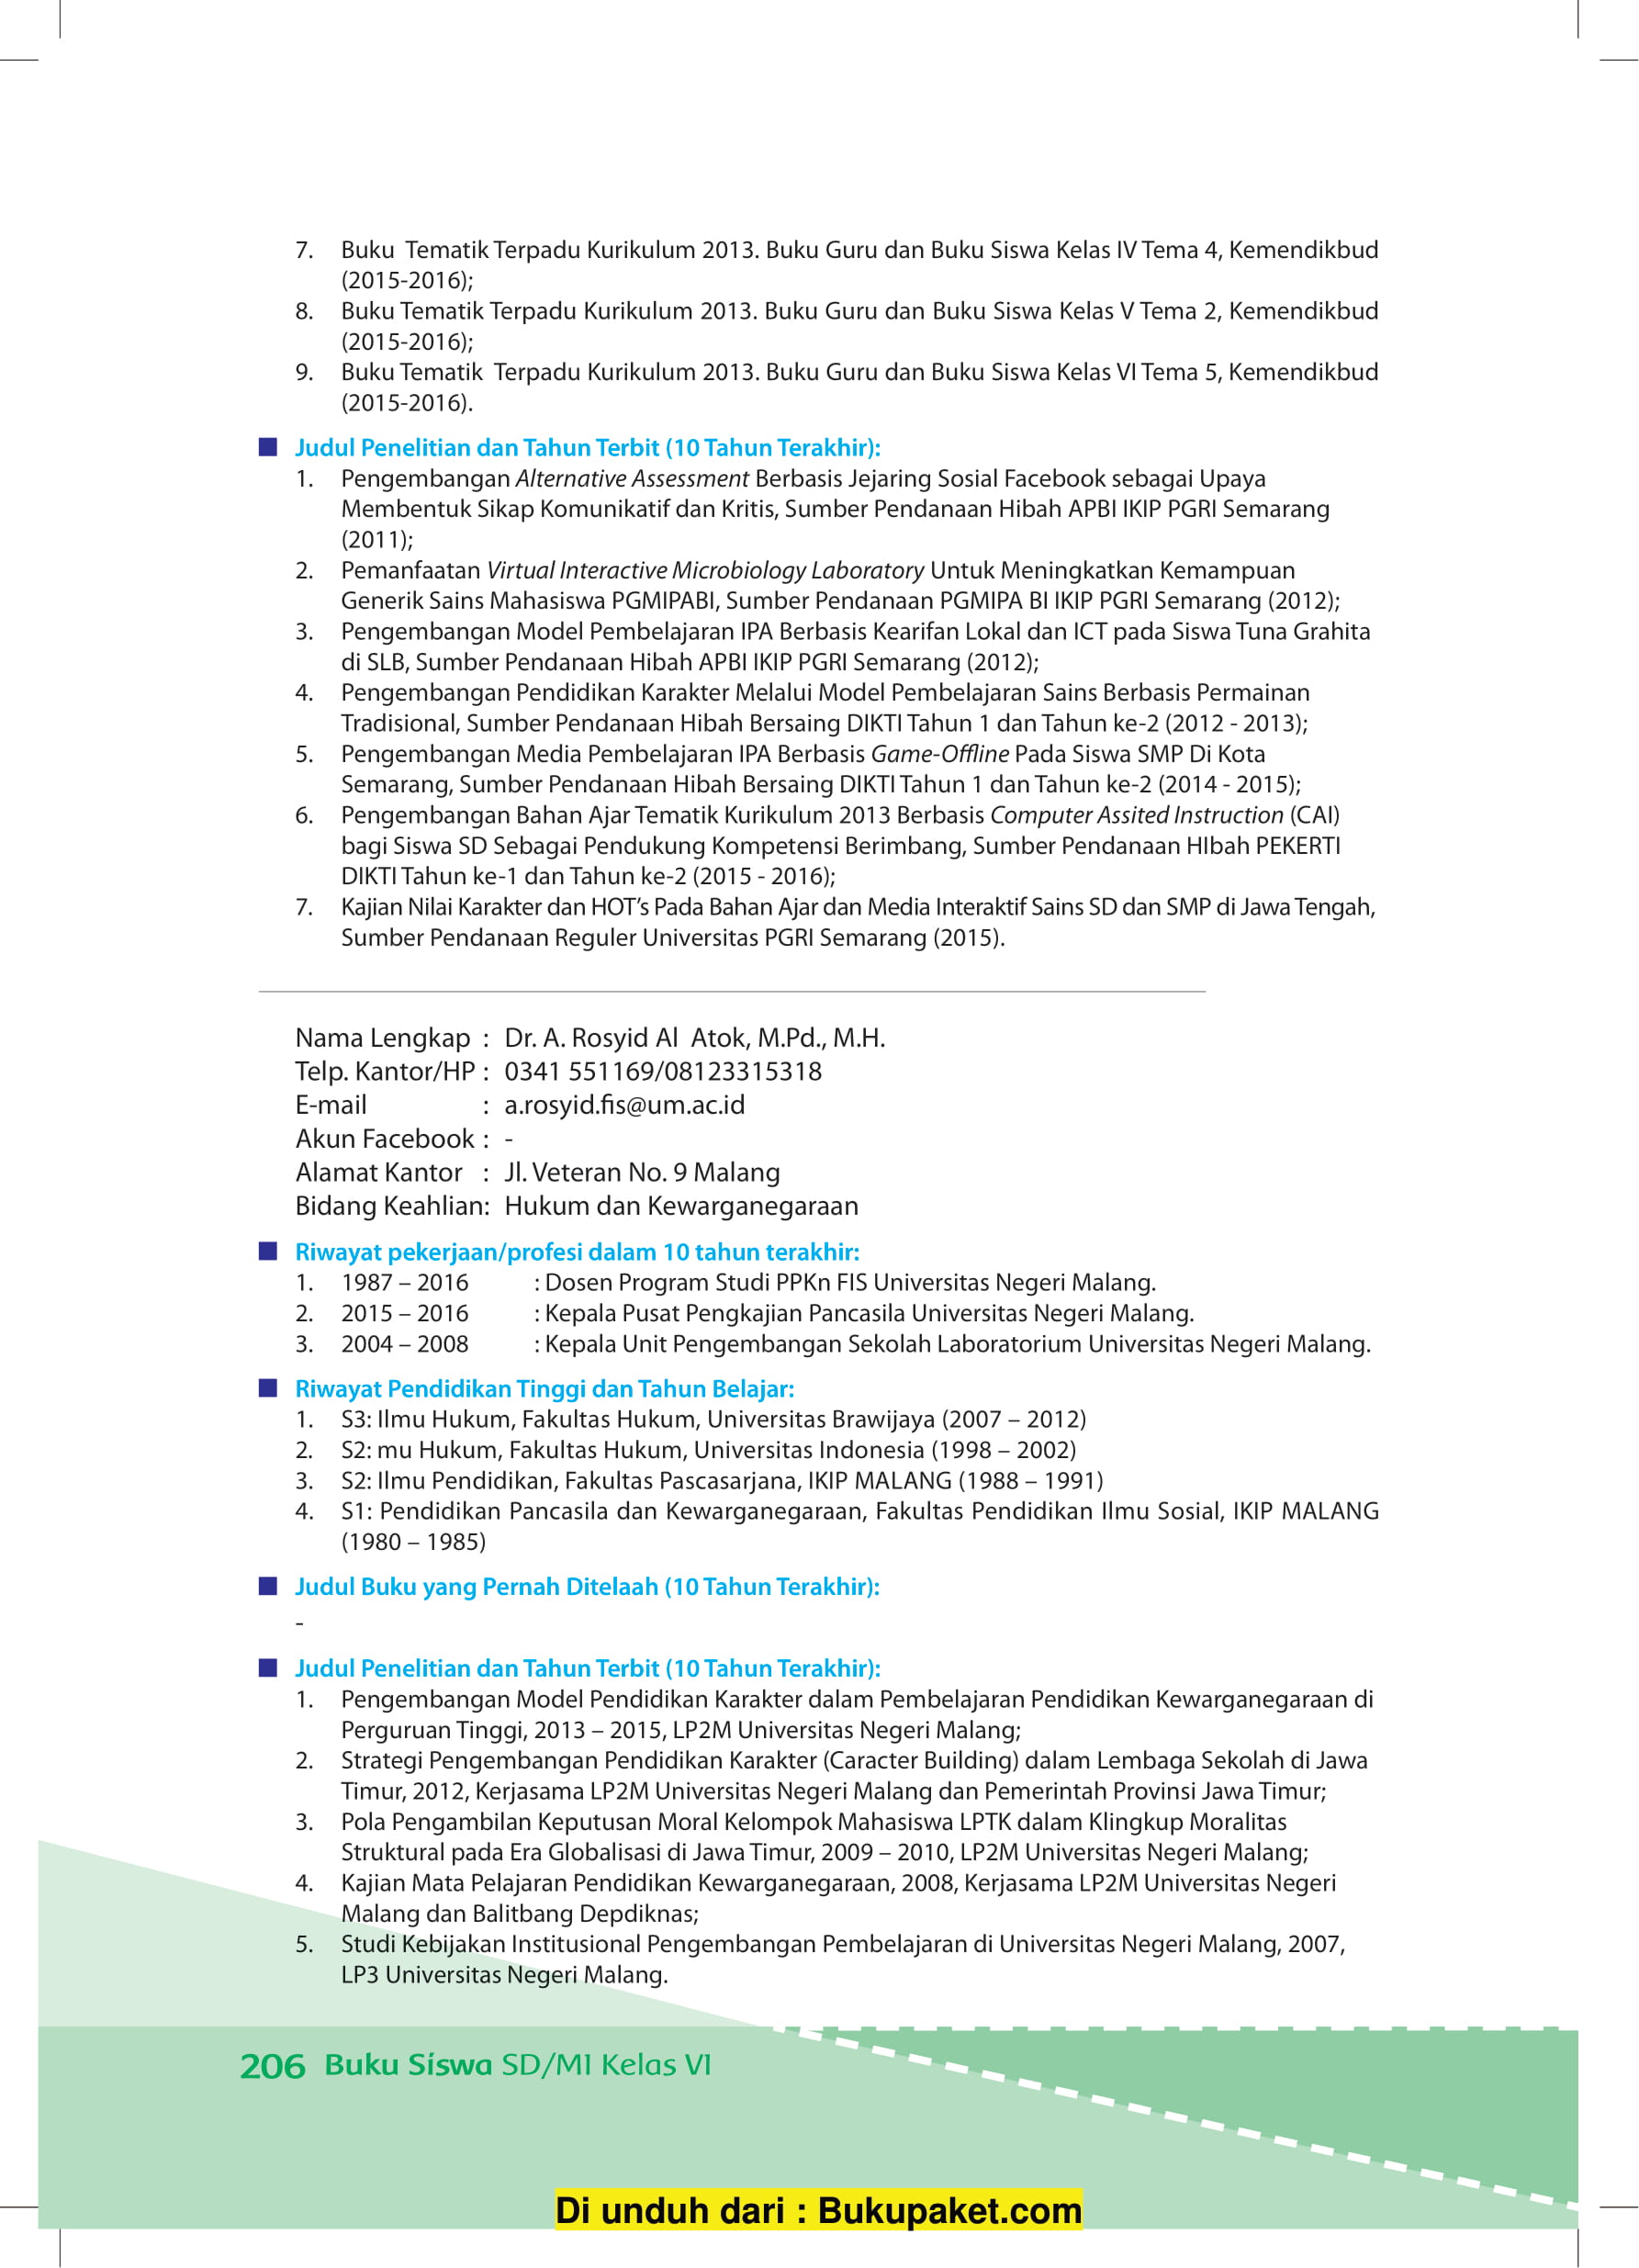 7. Buku Tematik Terpadu Kurikulum 2013. Buku Guru dan Buku Siswa Kelas IV Tema 4, Kemendikbud
(2015-2016);
8. Buku Tematik Terpadu Kurikulum 2013. Buku Guru dan Buku Siswa Kelas V Tema 2, Kemendikbud
(2015-2016);
9. Buku Tematik Terpadu Kurikulum 2013. Buku Guru dan Buku Siswa Kelas VI Tema 5, Kemendikbud
(2015-2016).
Judul Penelitian dan Tahun Terbit (10 Tahun Terakhir):
1. Pengembangan Alternative Assessment Berbasis Jejaring Sosial Facebook sebagai Upaya
Membentuk Sikap Komunikatif dan Kritis, Sumber Pendanaan Hibah APBI IKIP PGRI Semarang
(2011);
2. Pemanfaatan Virtual Interactive Microbiology Laboratory Untuk Meningkatkan Kemampuan
Generik Sains Mahasiswa PGMIPABI, Sumber Pendanaan PGMIPA BI IKIP PGRI Semarang (2012);
3. Pengembangan Model Pembelajaran IPA Berbasis Kearifan Lokal dan ICT pada Siswa Tuna Grahita
di SLB, Sumber Pendanaan Hibah APBI IKIP PGRI Semarang (2012);
4. Pengembangan Pendidikan Karakter Melalui Model Pembelajaran Sains Berbasis Permainan
Tradisional, Sumber Pendanaan Hibah Bersaing DIKTI Tahun 1 dan Tahun ke-2 (2012 - 2013);
5. Pengembangan Media Pembelajaran IPA Berbasis Game-Offline Pada Siswa SMP Di Kota
Semarang, Sumber Pendanaan Hibah Bersaing DIKTI Tahun 1 dan Tahun ke-2 (2014 - 2015);
6. Pengembangan Bahan Ajar Tematik Kurikulum 2013 Berbasis Computer Assited Instruction (CAI)
bagi Siswa SD Sebagai Pendukung Kompetensi Berimbang, Sumber Pendanaan HIbah PEKERTI
DIKTI Tahun ke-1 dan Tahun ke-2 (2015 - 2016);
7. Kajian Nilai Karakter dan HOT’s Pada Bahan Ajar dan Media Interaktif Sains SD dan SMP di Jawa Tengah,
Sumber Pendanaan Reguler Universitas PGRI Semarang (2015).
Nama Lengkap : Dr. A. Rosyid Al Atok, M.Pd., M.H.
Telp. Kantor/HP : 0341 551169/08123315318
E-mail : a.rosyid.fis@um.ac.id
Akun Facebook : -
Alamat Kantor : Jl. Veteran No. 9 Malang
Bidang Keahlian: Hukum dan Kewarganegaraan
Riwayat pekerjaan/profesi dalam 10 tahun terakhir:
1. 1987 – 2016 : Dosen Program Studi PPKn FIS Universitas Negeri Malang.
2. 2015 – 2016 : Kepala Pusat Pengkajian Pancasila Universitas Negeri Malang.
3. 2004 – 2008 : Kepala Unit Pengembangan Sekolah Laboratorium Universitas Negeri Malang.
Riwayat Pendidikan Tinggi dan Tahun Belajar:
1. S3: Ilmu Hukum, Fakultas Hukum, Universitas Brawijaya (2007 – 2012)
2. S2: mu Hukum, Fakultas Hukum, Universitas Indonesia (1998 – 2002)
3. S2: Ilmu Pendidikan, Fakultas Pascasarjana, IKIP MALANG (1988 – 1991)
4. S1: Pendidikan Pancasila dan Kewarganegaraan, Fakultas Pendidikan Ilmu Sosial, IKIP MALANG
(1980 – 1985)
Judul Buku yang Pernah Ditelaah (10 Tahun Terakhir):
-
Judul Penelitian dan Tahun Terbit (10 Tahun Terakhir):
1. Pengembangan Model Pendidikan Karakter dalam Pembelajaran Pendidikan Kewarganegaraan di
Perguruan Tinggi, 2013 – 2015, LP2M Universitas Negeri Malang;
2. Strategi Pengembangan Pendidikan Karakter (Caracter Building) dalam Lembaga Sekolah di Jawa
Timur, 2012, Kerjasama LP2M Universitas Negeri Malang dan Pemerintah Provinsi Jawa Timur;
3. Pola Pengambilan Keputusan Moral Kelompok Mahasiswa LPTK dalam Klingkup Moralitas
Struktural pada Era Globalisasi di Jawa Timur, 2009 – 2010, LP2M Universitas Negeri Malang;
4. Kajian Mata Pelajaran Pendidikan Kewarganegaraan, 2008, Kerjasama LP2M Universitas Negeri
Malang dan Balitbang Depdiknas;
5. Studi Kebijakan Institusional Pengembangan Pembelajaran di Universitas Negeri Malang, 2007,
LP3 Universitas Negeri Malang.
206 Buku Siswa SD/MI Kelas VI
Di unduh dari : Bukupaket.com